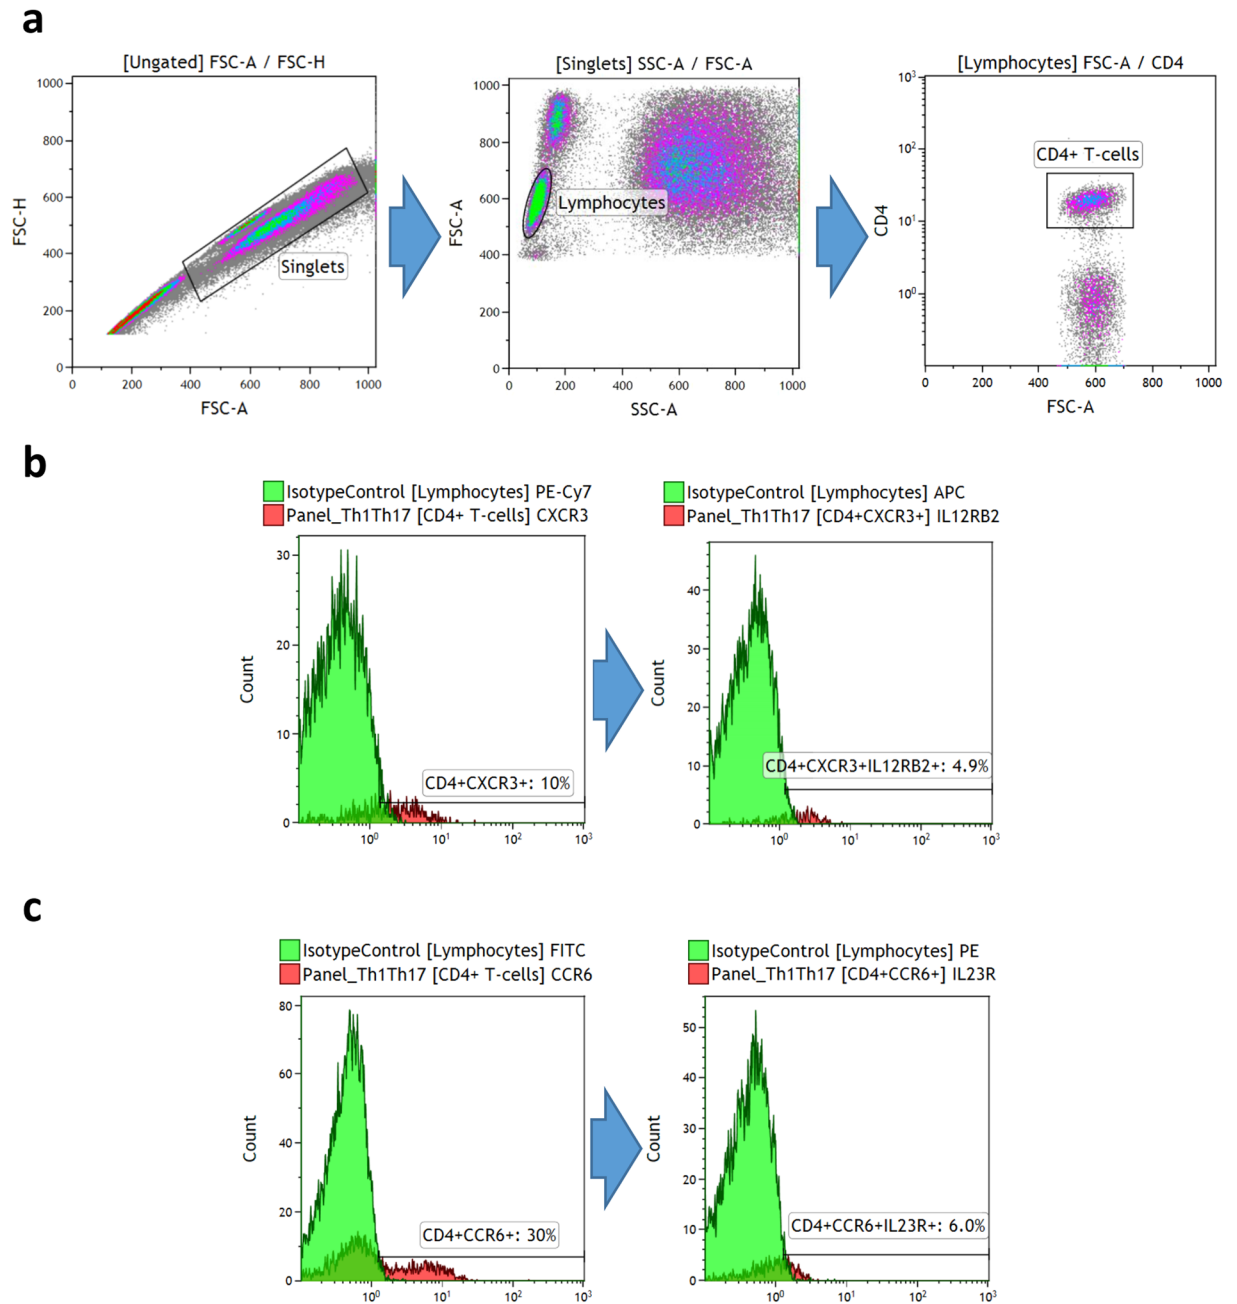 a
[Ungated] FSC-A / FSC-H
1000
800
600
400
200
0
FSC-H
Singlets
0 200 400 600 800 1000
FSC-A
[Singlets] SSC-A / FSC-A
1000
800
600
400
200
0
FSC-A
Lymphocytes
0 200 400 600 800 1000
SSC-A
[Lymphocytes] FSC-A / CD4
10³
10²
10¹
10⁰
CD4
CD4+ T-cells
0 200 400 600 800 1000
FSC-A
b
IsotypeControl [Lymphocytes] PE-Cy7
Panel_Th1Th17 [CD4+ T-cells] CXCR3
30
20
10
0
Count
CD4+CXCR3+: 10%
10⁰ 10¹ 10² 10³
IsotypeControl [Lymphocytes] APC
Panel_Th1Th17 [CD4+CXCR3+] IL12RB2
40
30
20
10
0
Count
CD4+CXCR3+IL12RB2+: 4.9%
10⁰ 10¹ 10² 10³
c
IsotypeControl [Lymphocytes] FITC
Panel_Th1Th17 [CD4+ T-cells] CCR6
80
60
40
20
0
Count
CD4+CCR6+: 30%
10⁰ 10¹ 10² 10³
IsotypeControl [Lymphocytes] PE
Panel_Th1Th17 [CD4+CCR6+] IL23R
50
40
30
20
10
0
Count
CD4+CCR6+IL23R+: 6.0%
10⁰ 10¹ 10² 10³